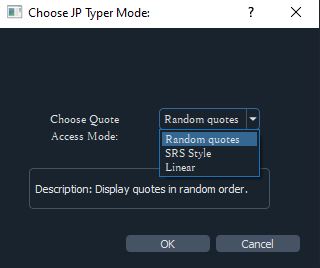 Choose JP Typer Mode:
Choose Quote
Access Mode:
Random quotes
Random quotes
SRS Style
Linear
Description: Display quotes in random order.
OK
Cancel